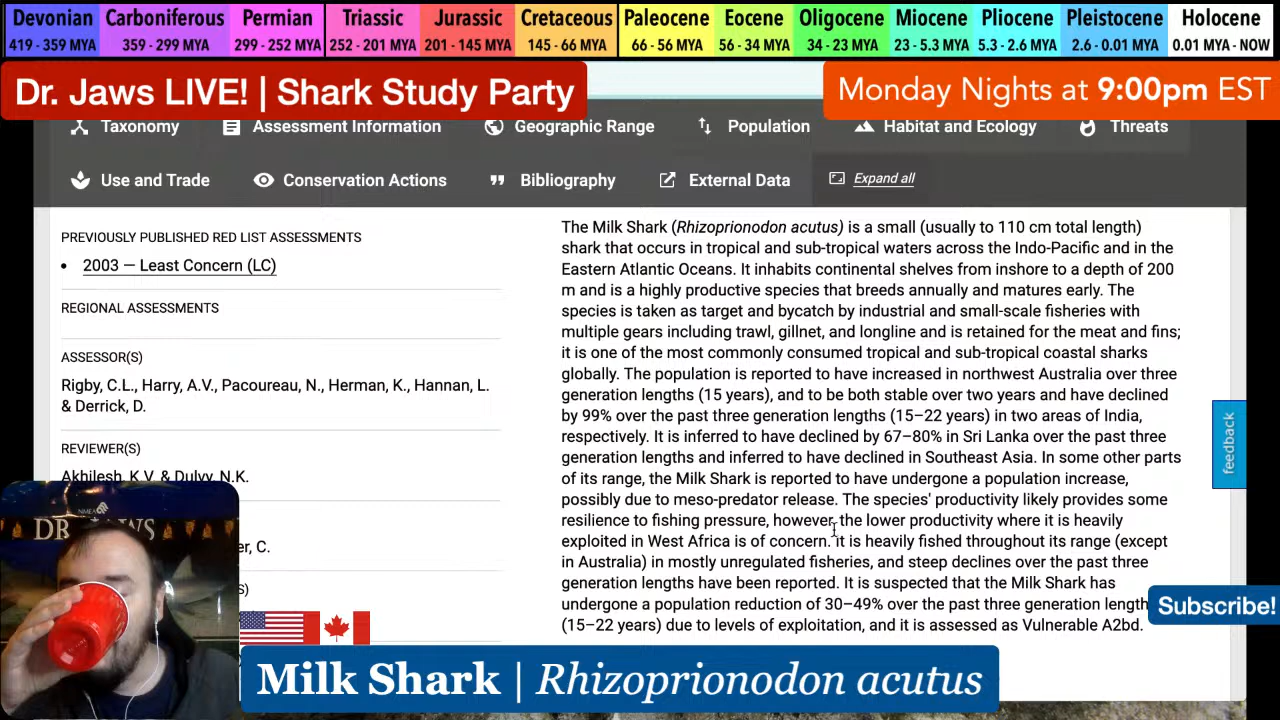 Devonian Carboniferous Permian Triassic Jurassic Cretaceous Paleocene Eocene Oligocene Miocene Pliocene Pleistocene Holocene
419 - 359 MYA 359 - 299 MYA 299 - 252 MYA 252 - 201 MYA 201 - 145 MYA 145 - 66 MYA 66 - 56 MYA 56 - 34 MYA 34 - 23 MYA 23 - 5.3 MYA 5.3 - 2.6 MYA 2.6 - 0.01 MYA 0.01 MYA - NOW
Dr. Jaws LIVE! | Shark Study Party
Monday Nights at 9:00pm EST
Taxonomy Assessment Information Geographic Range Population Habitat and Ecology Threats
Use and Trade Conservation Actions Bibliography External Data Expand all
PREVIOUSLY PUBLISHED RED LIST ASSESSMENTS
• 2003 — Least Concern (LC)
REGIONAL ASSESSMENTS
ASSESSOR(S)
Rigby, C.L., Harry, A.V., Pacoureau, N., Herman, K., Hannan, L.
& Derrick, D.
REVIEWER(S)
Akhilesh, K.V. & Dulvy, N.K.
er, C.
S)
The Milk Shark (Rhizoprionodon acutus) is a small (usually to 110 cm total length)
shark that occurs in tropical and sub-tropical waters across the Indo-Pacific and in the
Eastern Atlantic Oceans. It inhabits continental shelves from inshore to a depth of 200
m and is a highly productive species that breeds annually and matures early. The
species is taken as target and bycatch by industrial and small-scale fisheries with
multiple gears including trawl, gillnet, and longline and is retained for the meat and fins;
it is one of the most commonly consumed tropical and sub-tropical coastal sharks
globally. The population is reported to have increased in northwest Australia over three
generation lengths (15 years), and to be both stable over two years and have declined
by 99% over the past three generation lengths (15–22 years) in two areas of India,
respectively. It is inferred to have declined by 67–80% in Sri Lanka over the past three
generation lengths and inferred to have declined in Southeast Asia. In some other parts
of its range, the Milk Shark is reported to have undergone a population increase,
possibly due to meso-predator release. The species' productivity likely provides some
resilience to fishing pressure, however, the lower productivity where it is heavily
exploited in West Africa is of concern. it is heavily fished throughout its range (except
in Australia) in mostly unregulated fisheries, and steep declines over the past three
generation lengths have been reported. It is suspected that the Milk Shark has
undergone a population reduction of 30–49% over the past three generation length
(15–22 years) due to levels of exploitation, and it is assessed as Vulnerable A2bd.
feedback
NMEA
DR JAWS
Subscribe!
Milk Shark | Rhizoprionodon acutus